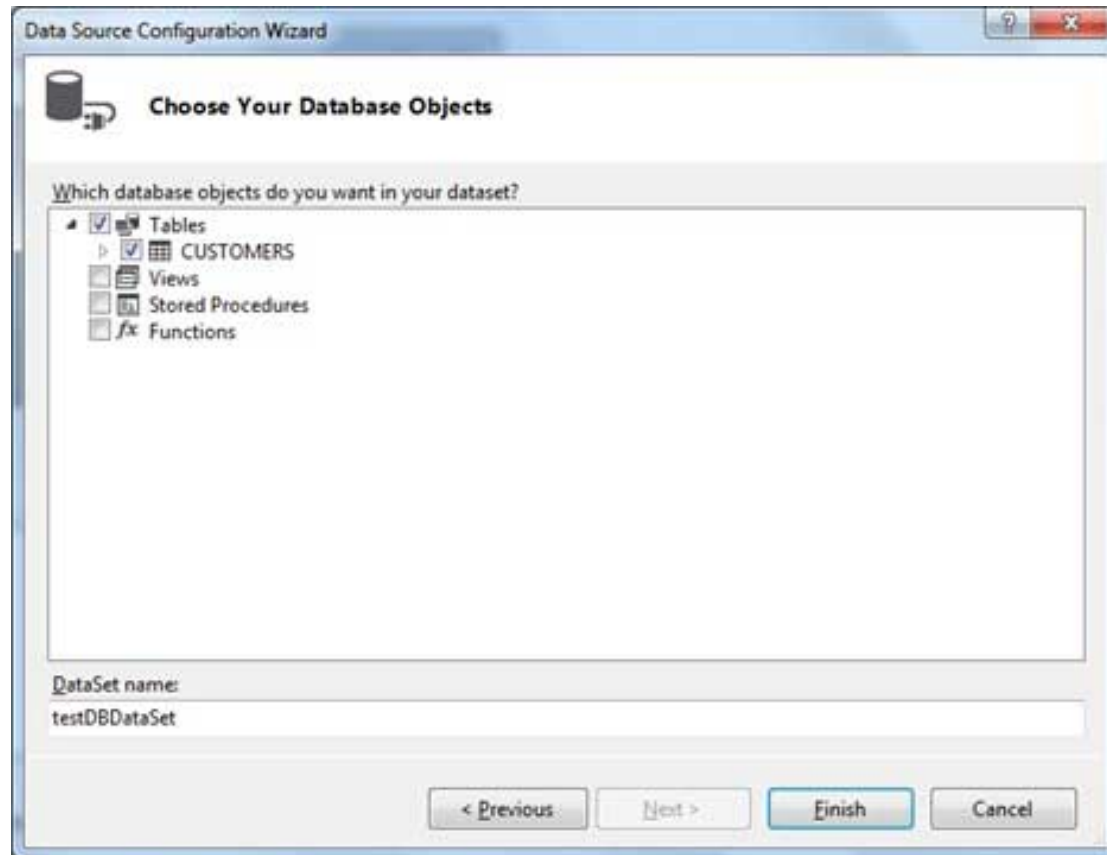 Data Source Configuration Wizard
Choose Your Database Objects
Which database objects do you want in your dataset?
Tables
CUSTOMERS
Views
Stored Procedures
fx Functions
DataSet name:
testDBDataSet
< Previous Next > Finish Cancel